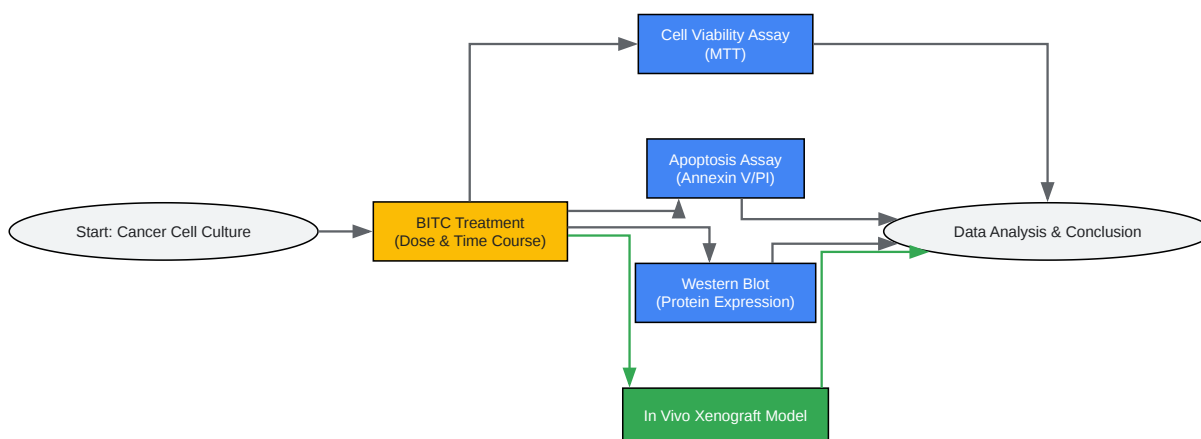 Start: Cancer Cell Culture
BITC Treatment
(Dose & Time Course)
Cell Viability Assay
(MTT)
Apoptosis Assay
(Annexin V/PI)
Western Blot
(Protein Expression)
In Vivo Xenograft Model
Data Analysis & Conclusion